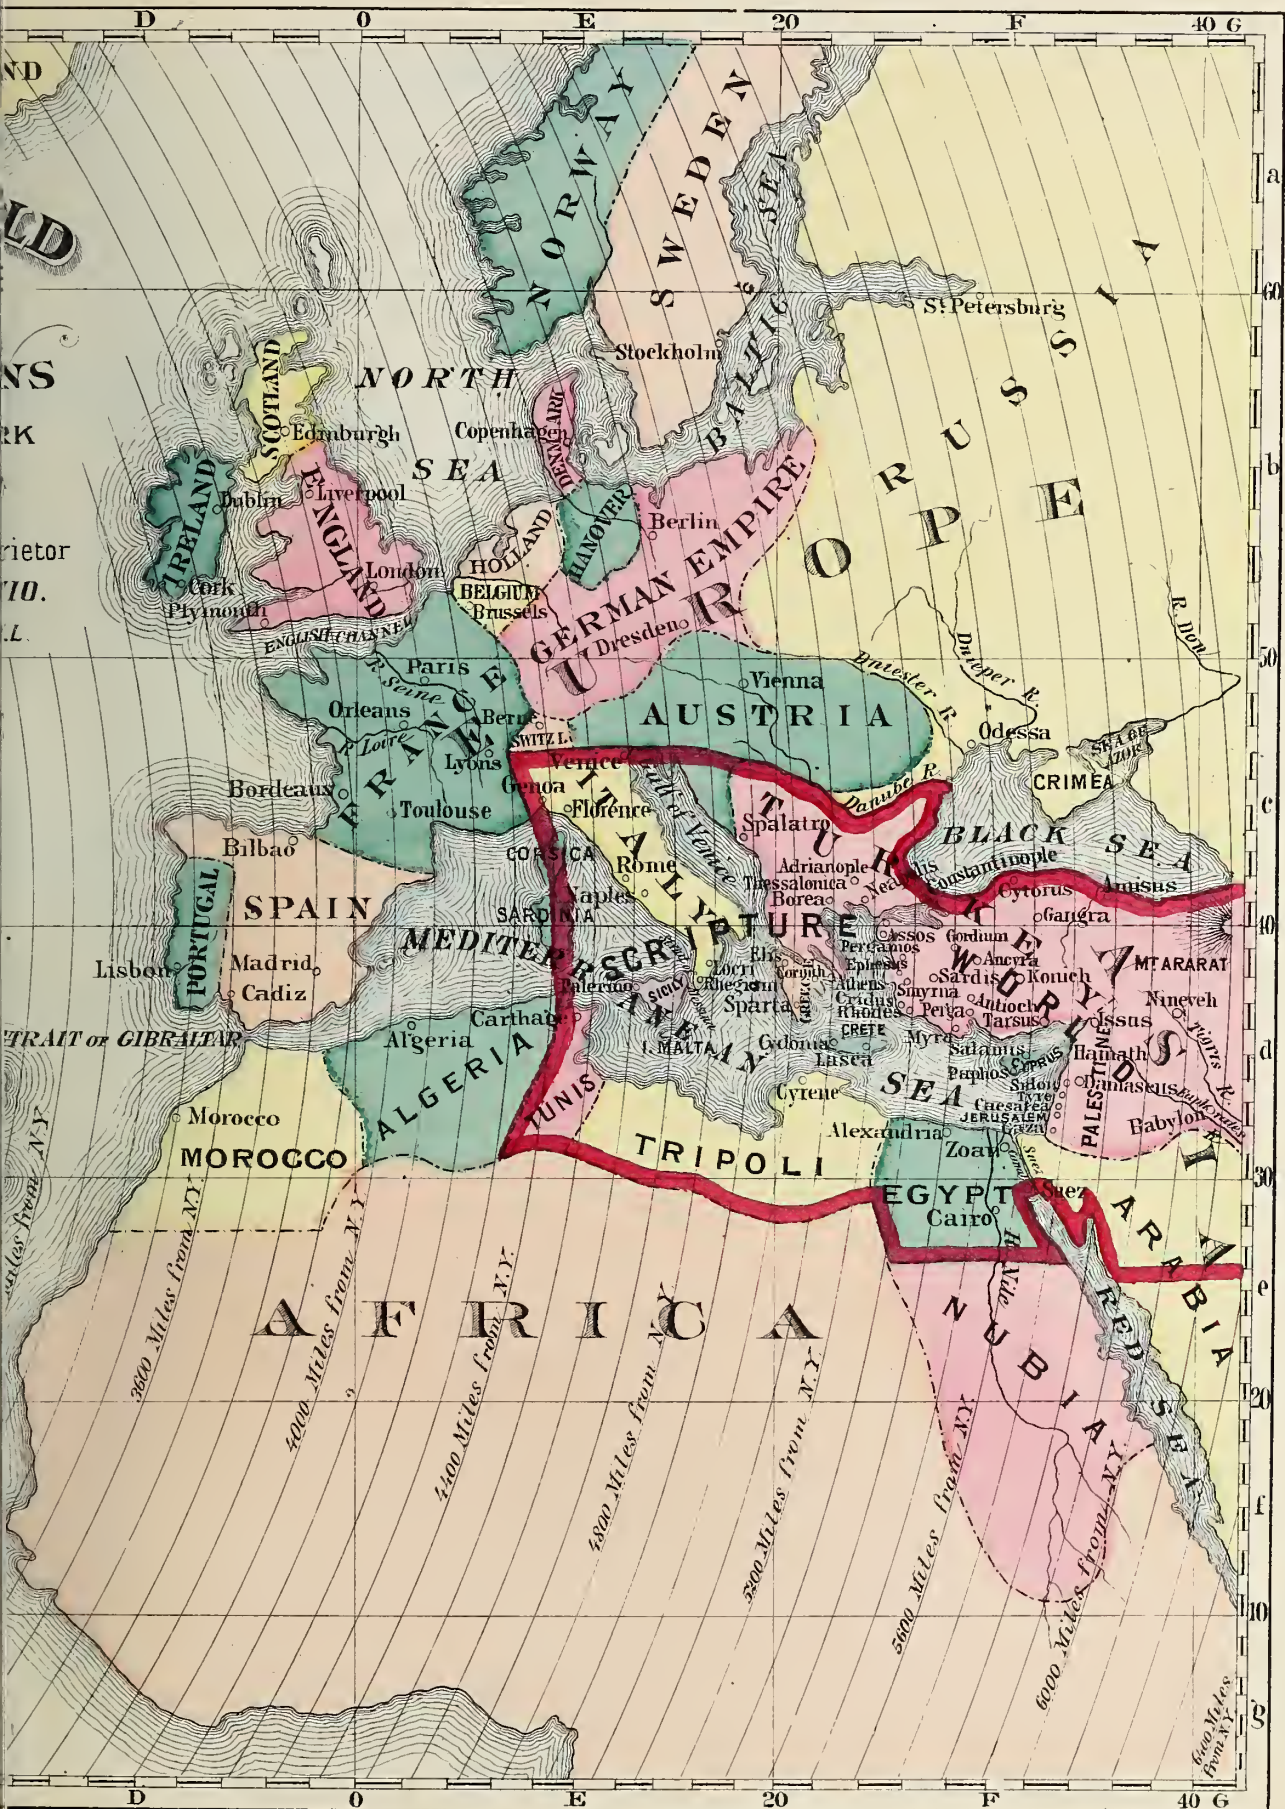 D 0 E 20 F 40 G
ND
LD
NS
RK
rietor
IO.
L.
a
60
b
50
c
40
d
30
e
20
f
10
g
NORWAY
SWEDEN
BALTIC SEA
St. Petersburg
RUSSIA
EUROPE
Stockholm
NORTH SEA
SCOTLAND
Edinburgh
Copenhagen
DENMARK
IRELAND
Dublin
Liverpool
ENGLAND
London
Cork
Plymouth
ENGLISH CHANNEL
HOLLAND
HANOVER
Berlin
BELGIUM
Brussels
GERMAN EMPIRE
Dresden
Paris
R. Seine
Orleans
R. Loire
FRANCE
Berne
SWITZ L.
Lyons
Bordeaux
Toulouse
Vienna
AUSTRIA
Dniester R.
Dnieper R.
R. Don
Odessa
SEA OF AZOF
CRIMEA
Danube R.
Venice
Genoa
Florence
Gulf of Venice
ITALY
CORSICA
Rome
Naples
SARDINIA
Spalatro
TURKEY
BLACK SEA
Constantinople
Adrianople
Thessalonica
Borea
Cytorus
Amisus
Gangra
Bilbao
SPAIN
PORTUGAL
Lisbon
Madrid
Cadiz
MEDITERRANEAN SEA
SCRIPTURE WORLD
Assos
Gordium
Pergamos
Ancyra
Elis
Corinth
Ephesus
Sardis
Konieh
MT. ARARAT
Locri
Rhegium
Athens
Smyrna
Palermo
SICILY
Messina
Sparta
GREECE
Cnidus
Rhodes
Perga
Antioch
Tarsus
Issus
Nineveh
Tigris R.
CRETE
Carthage
I. MALTA
Cydonia
Lasea
Myra
Salamis
Paphos
CYPRUS
Hamath
Sidon
Damascus
Tyre
Caesarea
JERUSALEM
Gaza
PALESTINE
Euphrates R.
Babylon
ASIA
STRAIT OF GIBRALTAR
Algeria
ALGERIA
TUNIS
Cyrene
Morocco
MOROCCO
TRIPOLI
Alexandria
Zoan
Suez
EGYPT
Cairo
R. Nile
ARABIA
RED SEA
NUBIA
AFRICA
miles from N.Y.
3600 Miles from N.Y.
4000 Miles from N.Y.
4400 Miles from N.Y.
4800 Miles from N.Y.
5200 Miles from N.Y.
5600 Miles from N.Y.
6000 Miles from N.Y.
6400 Miles from N.Y.
D 0 E 20 F 40 G